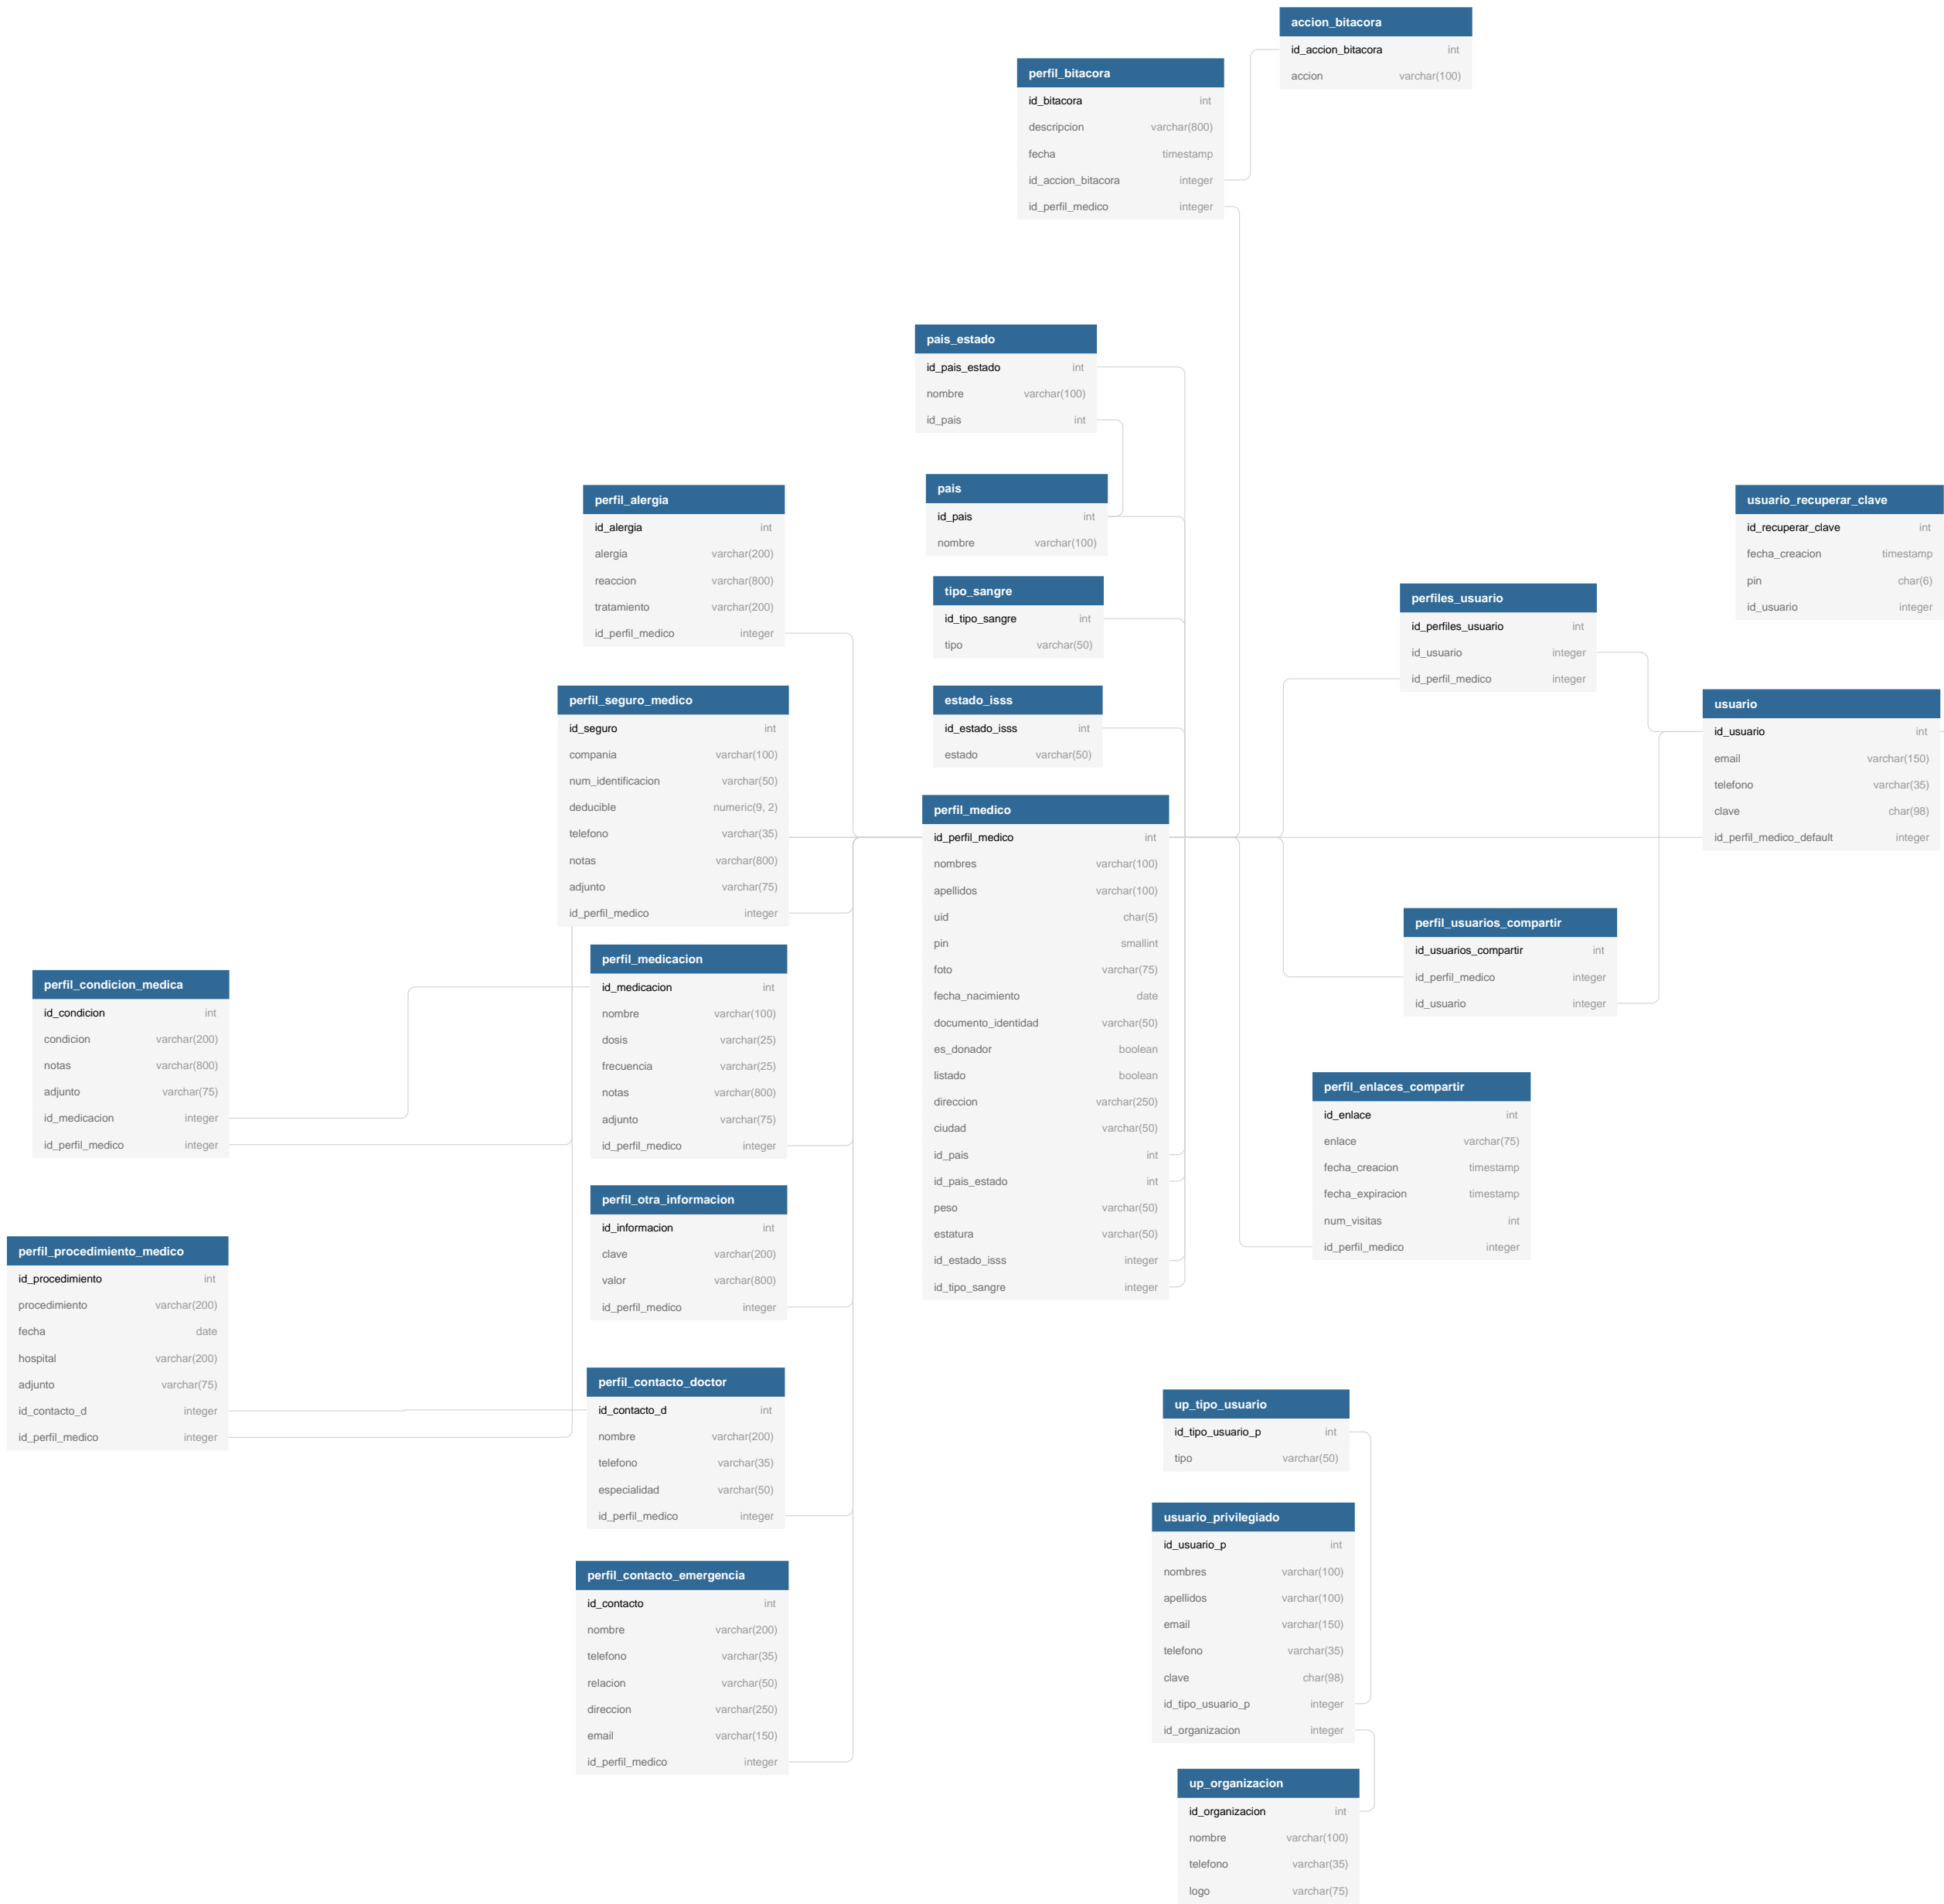 accion_bitacora
id_accion_bitacora int
accion varchar(100)
perfil_bitacora
id_bitacora int
descripcion varchar(800)
fecha timestamp
id_accion_bitacora integer
id_perfil_medico integer
pais_estado
id_pais_estado int
nombre varchar(100)
id_pais int
pais
id_pais int
nombre varchar(100)
tipo_sangre
id_tipo_sangre int
tipo varchar(50)
estado_isss
id_estado_isss int
estado varchar(50)
perfil_alergia
id_alergia int
alergia varchar(200)
reaccion varchar(800)
tratamiento varchar(200)
id_perfil_medico integer
perfil_seguro_medico
id_seguro int
compania varchar(100)
num_identificacion varchar(50)
deducible numeric(9, 2)
telefono varchar(35)
notas varchar(800)
adjunto varchar(75)
id_perfil_medico integer
perfil_medico
id_perfil_medico int
nombres varchar(100)
apellidos varchar(100)
uid char(5)
pin smallint
foto varchar(75)
fecha_nacimiento date
documento_identidad varchar(50)
es_donador boolean
listado boolean
direccion varchar(250)
ciudad varchar(50)
id_pais int
id_pais_estado int
peso varchar(50)
estatura varchar(50)
id_estado_isss integer
id_tipo_sangre integer
usuario_recuperar_clave
id_recuperar_clave int
fecha_creacion timestamp
pin char(6)
id_usuario integer
perfiles_usuario
id_perfiles_usuario int
id_usuario integer
id_perfil_medico integer
usuario
id_usuario int
email varchar(150)
telefono varchar(35)
clave char(98)
id_perfil_medico_default integer
perfil_usuarios_compartir
id_usuarios_compartir int
id_perfil_medico integer
id_usuario integer
perfil_enlaces_compartir
id_enlace int
enlace varchar(75)
fecha_creacion timestamp
fecha_expiracion timestamp
num_visitas int
id_perfil_medico integer
perfil_condicion_medica
id_condicion int
condicion varchar(200)
notas varchar(800)
adjunto varchar(75)
id_medicacion integer
id_perfil_medico integer
perfil_medicacion
id_medicacion int
nombre varchar(100)
dosis varchar(25)
frecuencia varchar(25)
notas varchar(800)
adjunto varchar(75)
id_perfil_medico integer
perfil_otra_informacion
id_informacion int
clave varchar(200)
valor varchar(800)
id_perfil_medico integer
perfil_procedimiento_medico
id_procedimiento int
procedimiento varchar(200)
fecha date
hospital varchar(200)
adjunto varchar(75)
id_contacto_d integer
id_perfil_medico integer
perfil_contacto_doctor
id_contacto_d int
nombre varchar(200)
telefono varchar(35)
especialidad varchar(50)
id_perfil_medico integer
perfil_contacto_emergencia
id_contacto int
nombre varchar(200)
telefono varchar(35)
relacion varchar(50)
direccion varchar(250)
email varchar(150)
id_perfil_medico integer
up_tipo_usuario
id_tipo_usuario_p int
tipo varchar(50)
usuario_privilegiado
id_usuario_p int
nombres varchar(100)
apellidos varchar(100)
email varchar(150)
telefono varchar(35)
clave char(98)
id_tipo_usuario_p integer
id_organizacion integer
up_organizacion
id_organizacion int
nombre varchar(100)
telefono varchar(35)
logo varchar(75)